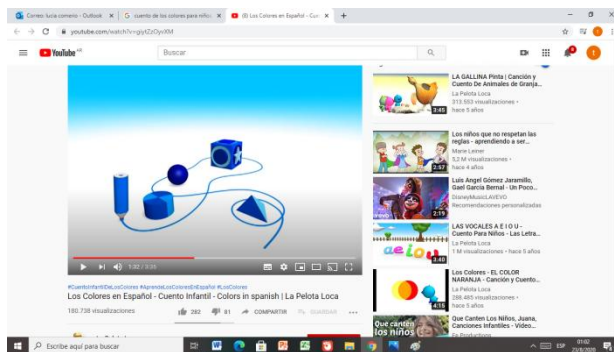 Correo: lucia comerio - Outlook
cuento de los colores para niños
(8) Los Colores en Español - Cue
youtube.com/watch?v=giytZzOyvXM
YouTube
Buscar
LA GALLINA Pinta | Canción y
Cuento De Animales de Granja...
La Pelota Loca
313.553 visualizaciones •
hace 5 años
3:45
Los niños que no respetan las
reglas - aprendiendo a ser...
Marie Leiner
5,2 M visualizaciones •
hace 4 años
2:57
Luis Angel Gómez Jaramillo,
Gael García Bernal - Un Poco...
DisneyMusicLAVEVO
Recomendaciones personalizadas
2:19
LAS VOCALES A E I O U -
Cuento Para Niños - Las Letra...
La Pelota Loca
1 M visualizaciones • hace 5 años
a e i o u
3:40
Los Colores - EL COLOR
NARANJA - Canción y Cuento...
La Pelota Loca
288.485 visualizaciones •
hace 5 años
4:15
Que Canten Los Niños, Juana,
Canciones Infantiles - Video...
Que canten
los niños
1:32 / 3:35
#CuentoInfantilDeLosColores #AprendeLosColoresEnEspañol #LosColores
Los Colores en Español - Cuento Infantil - Colors in spanish | La Pelota Loca
180.738 visualizaciones
282
81
COMPARTIR
GUARDAR
Escribe aquí para buscar
ESP
01:02
23/8/2020